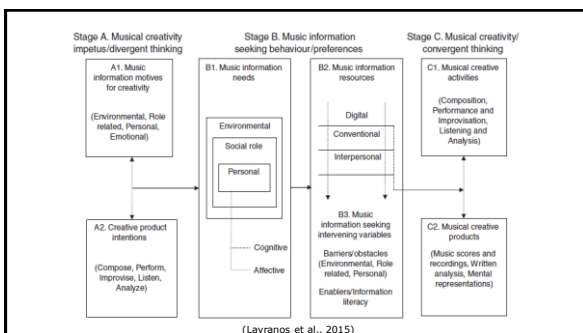 Stage A. Musical creativity
impetus/divergent thinking
Stage B. Music information
seeking behaviour/preferences
Stage C. Musical creativity/
convergent thinking
A1. Music
information motives
for creativity
(Environmental, Role
related, Personal,
Emotional)
A2. Creative product
intentions
(Compose, Perform,
Improvise, Listen,
Analyze)
B1. Music information
needs
Environmental
Social role
Personal
Cognitive
Affective
B2. Music information
resources
Digital
Conventional
Interpersonal
B3. Music
information seeking
intervening variables
Barriers/obstacles
(Environmental, Role
related, Personal)
Enablers/Information
literacy
C1. Musical creative
activities
(Composition,
Performance and
Improvisation,
Listening and
Analysis)
C2. Musical creative
products
(Music scores and
recordings, Written
analysis, Mental
representations)
(Lavranos et al., 2015)